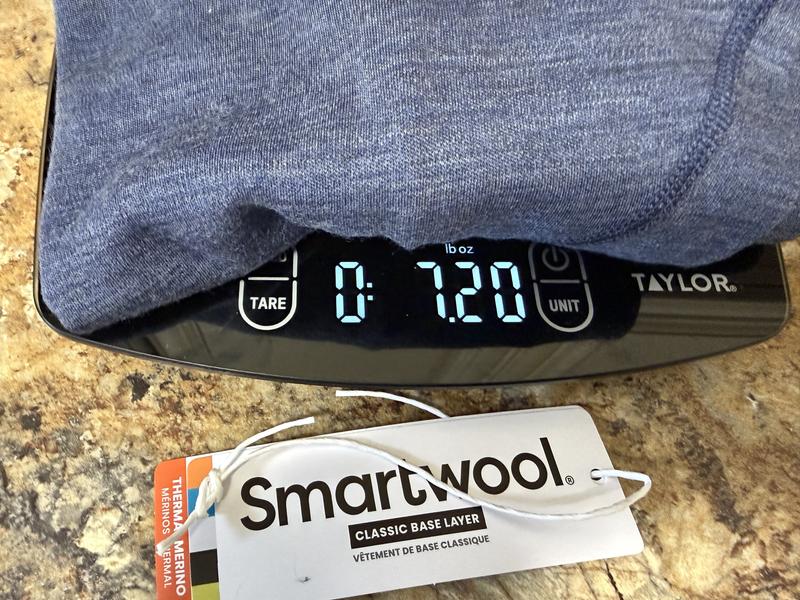 lb oz
TARE
0: 7.20
UNIT
TAYLOR®
Smartwool®
CLASSIC BASE LAYER
VÊTEMENT DE BASE CLASSIQUE
THERMAL MERINO
MÉRINOS THERMAL